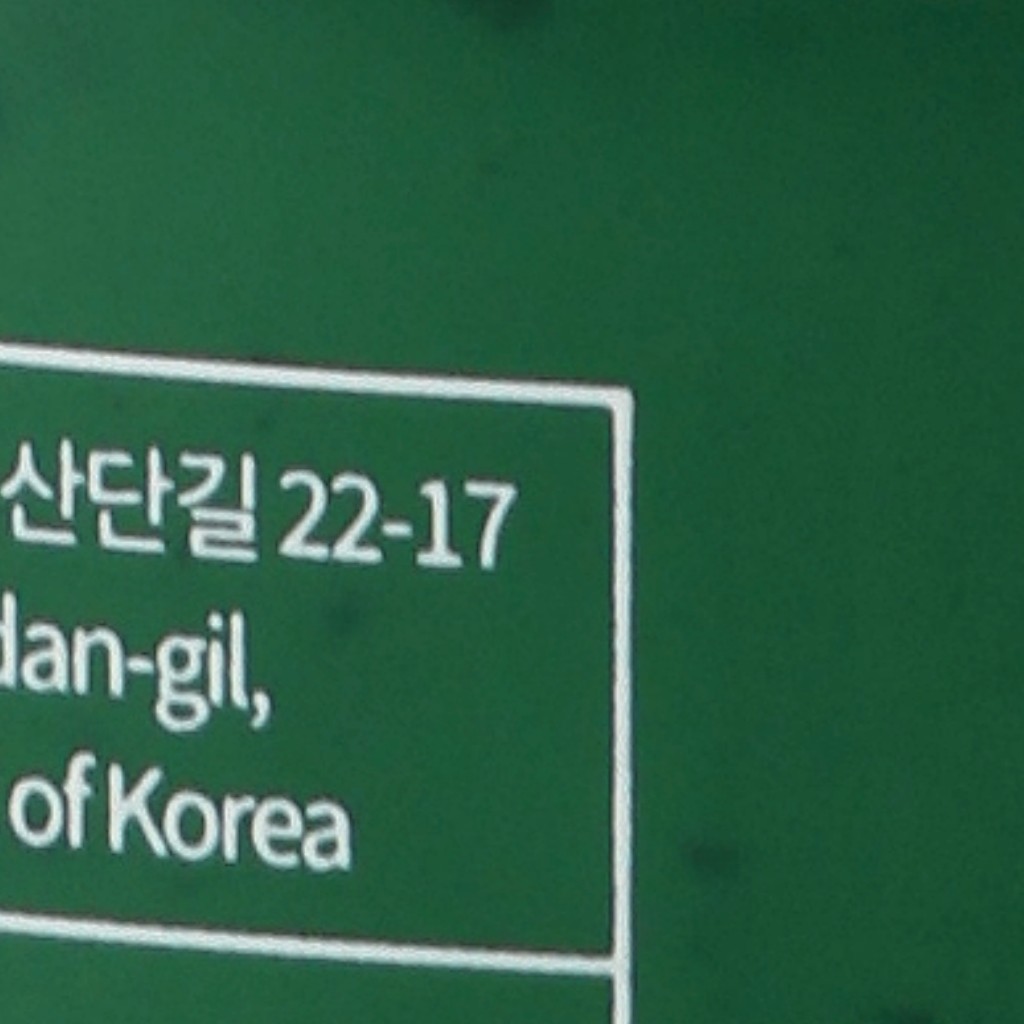 산단길 22-17
dan-gil,
of Korea